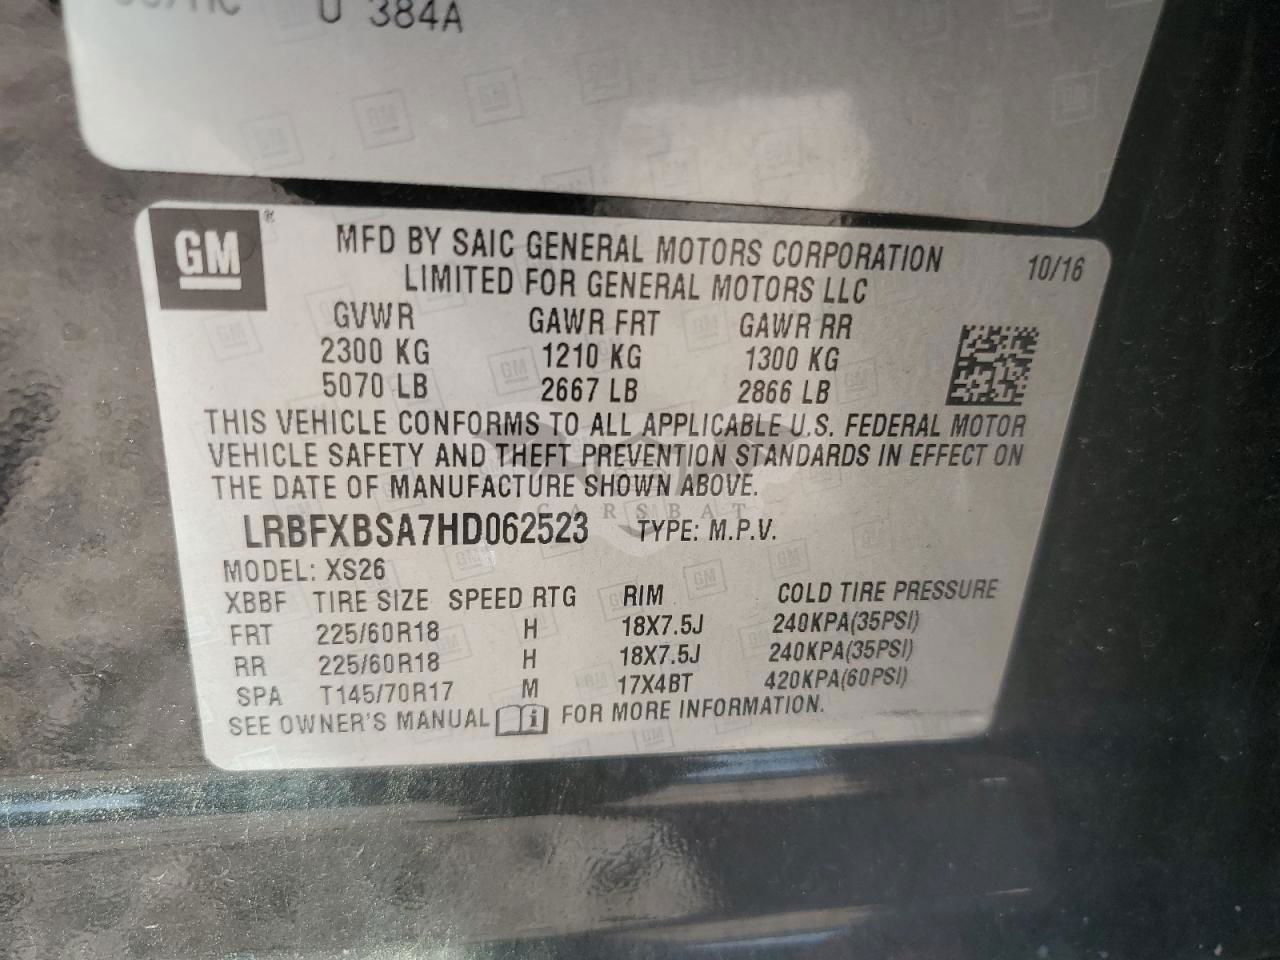 U 384A
GM ®
MFD BY SAIC GENERAL MOTORS CORPORATION
LIMITED FOR GENERAL MOTORS LLC
10/16
GVWR GAWR FRT GAWR RR
2300 KG 1210 KG 1300 KG
5070 LB 2667 LB 2866 LB
THIS VEHICLE CONFORMS TO ALL APPLICABLE U.S. FEDERAL MOTOR
VEHICLE SAFETY AND THEFT PREVENTION STANDARDS IN EFFECT ON
THE DATE OF MANUFACTURE SHOWN ABOVE.
CARSBAT
LRBFXBSA7HD062523 TYPE: M.P.V.
MODEL: XS26
XBBF TIRE SIZE SPEED RTG RIM COLD TIRE PRESSURE
FRT 225/60R18 H 18X7.5J 240KPA(35PSI)
RR 225/60R18 H 18X7.5J 240KPA(35PSI)
SPA T145/70R17 M 17X4BT 420KPA(60PSI)
SEE OWNER'S MANUAL i FOR MORE INFORMATION.